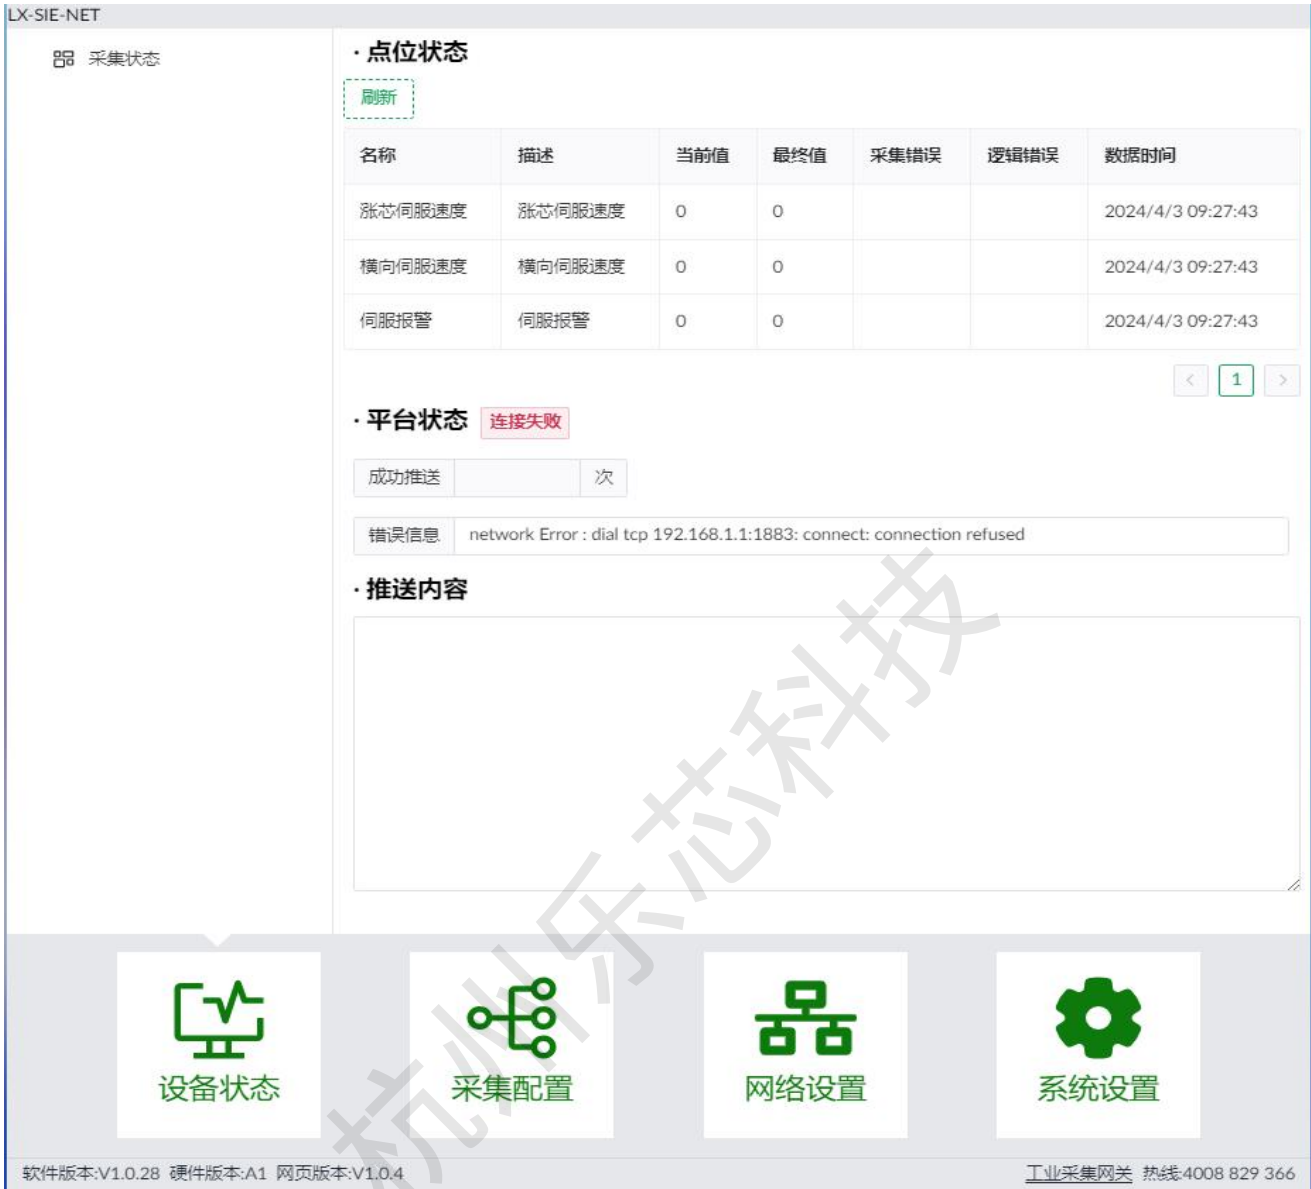 LX-SIE-NET
采集状态
· 点位状态
刷新
名称 描述 当前值 最终值 采集错误 逻辑错误 数据时间
涨芯伺服速度 涨芯伺服速度 0 0 2024/4/3 09:27:43
横向伺服速度 横向伺服速度 0 0 2024/4/3 09:27:43
伺服报警 伺服报警 0 0 2024/4/3 09:27:43
< 1 >
· 平台状态 连接失败
成功推送 次
错误信息 network Error : dial tcp 192.168.1.1:1883: connect: connection refused
· 推送内容
杭州乐芯科技
设备状态 采集配置 网络设置 系统设置
软件版本:V1.0.28 硬件版本:A1 网页版本:V1.0.4 工业采集网关 热线:4008 829 366